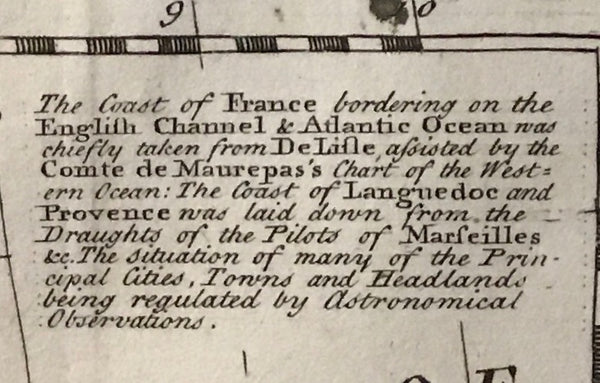 9
The Coast of France bordering on the
Engliſh Channel & Atlantic Ocean was
chiefly taken from De Liſle, aſsisted by the
Comte de Maurepas's Chart of the West=
ern Ocean: The Coast of Languedoc and
Provence was laid down from the
Draughts of the Pilots of Marſeilles
&c. The situation of many of the Prin-
cipal Cities, Towns and Headlands
being regulated by Astronomical
Observations.